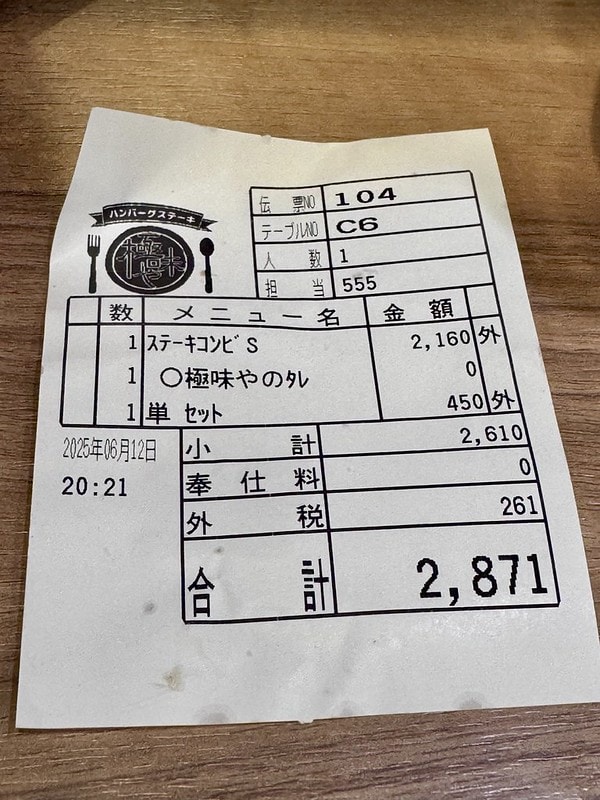 ハンバーグステーキ
極味や
伝票NO 104
テーブルNO C6
人数 1
担当 555
数 メニュー名 金額
1 ｽﾃｰｷｺﾝﾋﾞS 2,160 外
1 ○極味やのﾀﾚ 0
1 単 ｾｯﾄ 450 外
2025年06月12日
20:21
小計 2,610
奉仕料 0
外税 261
合計 2,871